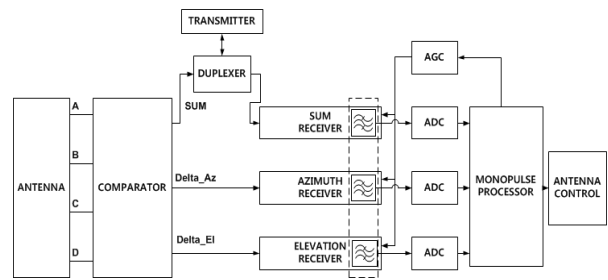 TRANSMITTER
DUPLEXER
AGC
A
SUM
SUM
RECEIVER
ADC
B
ANTENNA
COMPARATOR
Delta_Az
AZIMUTH
RECEIVER
ADC
MONOPULSE
PROCESSOR
ANTENNA
CONTROL
C
D
Delta_El
ELEVATION
RECEIVER
ADC